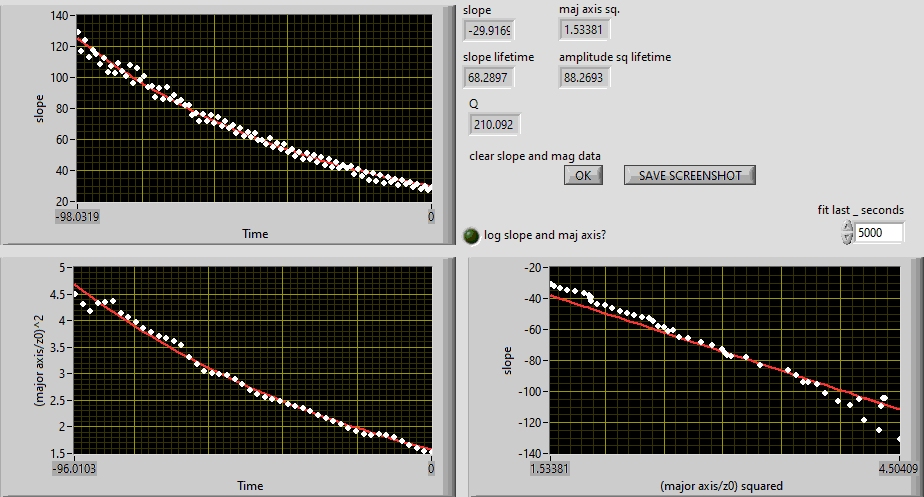 140
120
100
80
60
40
20
slope
-98.0319
0
Time
slope
-29.9169
maj axis sq.
1.53381
slope lifetime
68.2897
amplitude sq lifetime
88.2693
Q
210.092
clear slope and mag data
OK
SAVE SCREENSHOT
fit last _ seconds
5000
log slope and maj axis?
5
4.5
4
3.5
3
2.5
2
1.5
(major axis/z0)^2
-96.0103
0
Time
-20
-40
-60
-80
-100
-120
-140
slope
1.53381
4.50409
(major axis/z0) squared